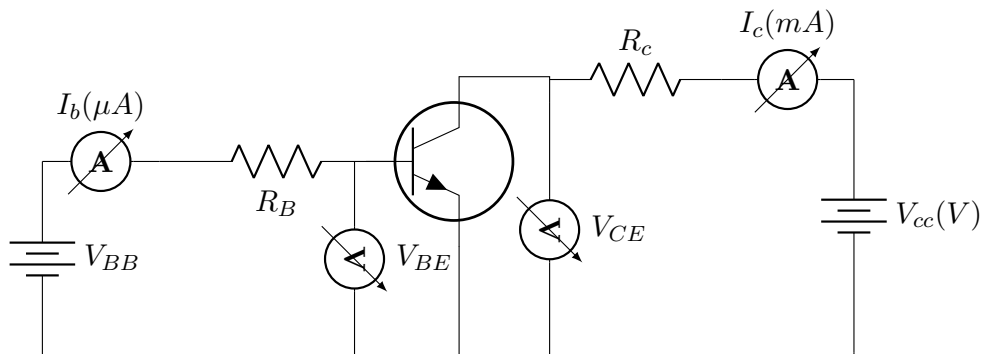 I_c(mA)
A
R_c
I_b(μA)
A
R_B
V_BB
V
V_BE
V
V_CE
V_cc(V)